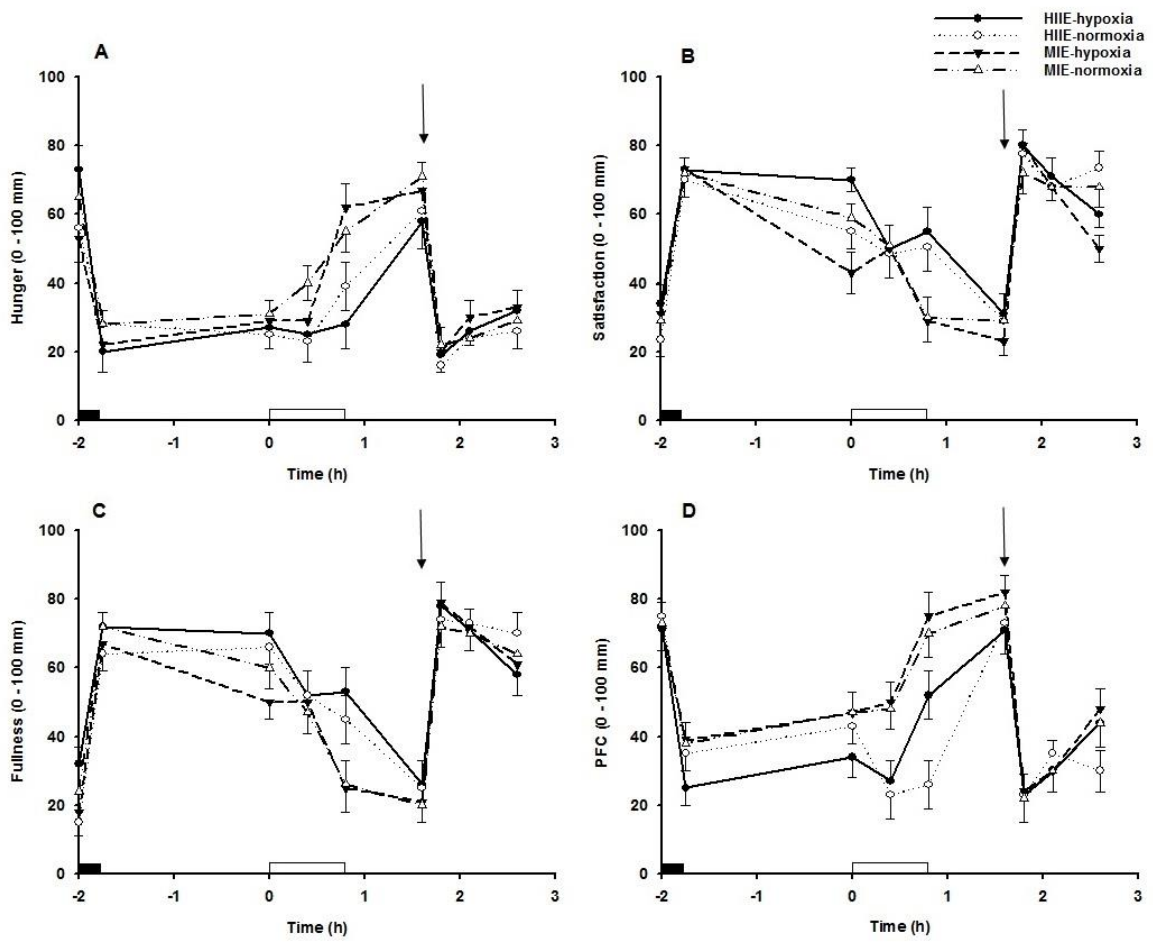 HIIE-hypoxia
HIIE-normoxia
MIE-hypoxia
MIE-normoxia
A
100
80
60
40
20
0
Hunger (0 - 100 mm)
-2 -1 0 1 2 3
Time (h)
B
100
80
60
40
20
0
Satisfaction (0 - 100 mm)
-2 -1 0 1 2 3
Time (h)
C
100
80
60
40
20
0
Fullness (0 - 100 mm)
-2 -1 0 1 2 3
Time (h)
D
100
80
60
40
20
0
PFC (0 - 100 mm)
-2 -1 0 1 2 3
Time (h)